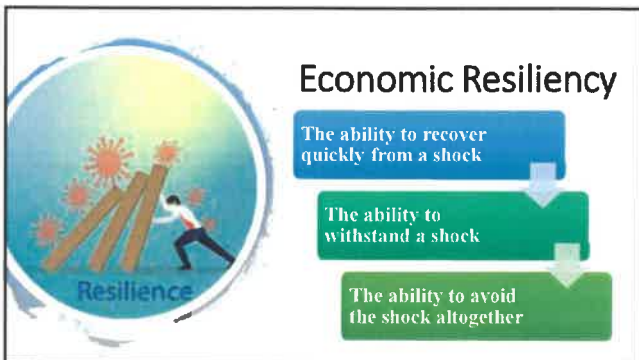 Economic Resiliency
The ability to recover
quickly from a shock
The ability to
withstand a shock
The ability to avoid
the shock altogether
Resilience